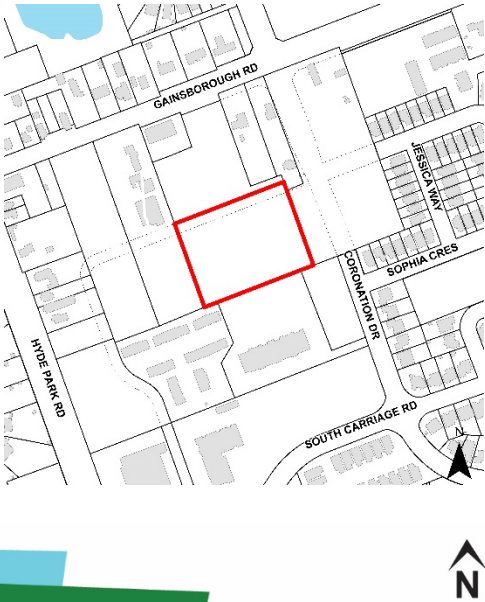 GAINSBOROUGH RD
JESSICA WAY
SOPHIA CRES
CORONATION DR
HYDE PARK RD
SOUTH CARRIAGE RD
N
N